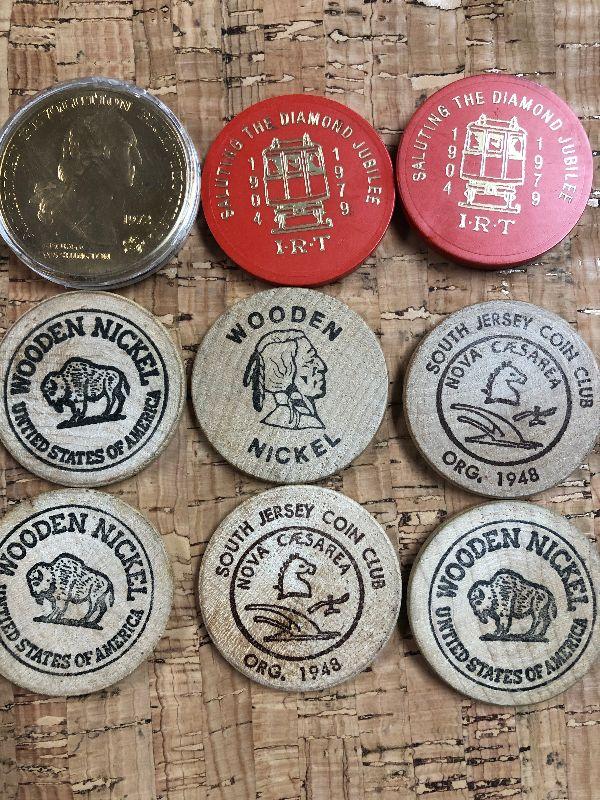 1973
WASHINGTON
SALUTING THE DIAMOND JUBILEE
1904 1979
I·R·T
SALUTING THE DIAMOND JUBILEE
1904 1979
I·R·T
WOODEN NICKEL
UNITED STATES OF AMERICA
WOODEN
NICKEL
SOUTH JERSEY COIN CLUB
NOVA CÆSAREA
ORG. 1948
WOODEN NICKEL
UNITED STATES OF AMERICA
SOUTH JERSEY COIN CLUB
NOVA CÆSAREA
ORG. 1948
WOODEN NICKEL
UNITED STATES OF AMERICA